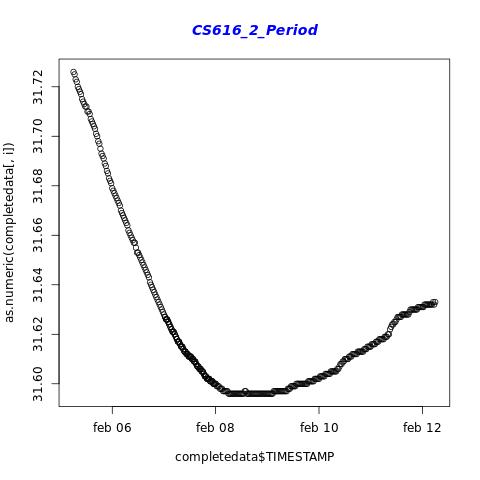 CS616_2_Period
as.numeric(completedata[, i])
31.72
31.70
31.68
31.66
31.64
31.62
31.60
feb 06 feb 08 feb 10 feb 12
completedata$TIMESTAMP